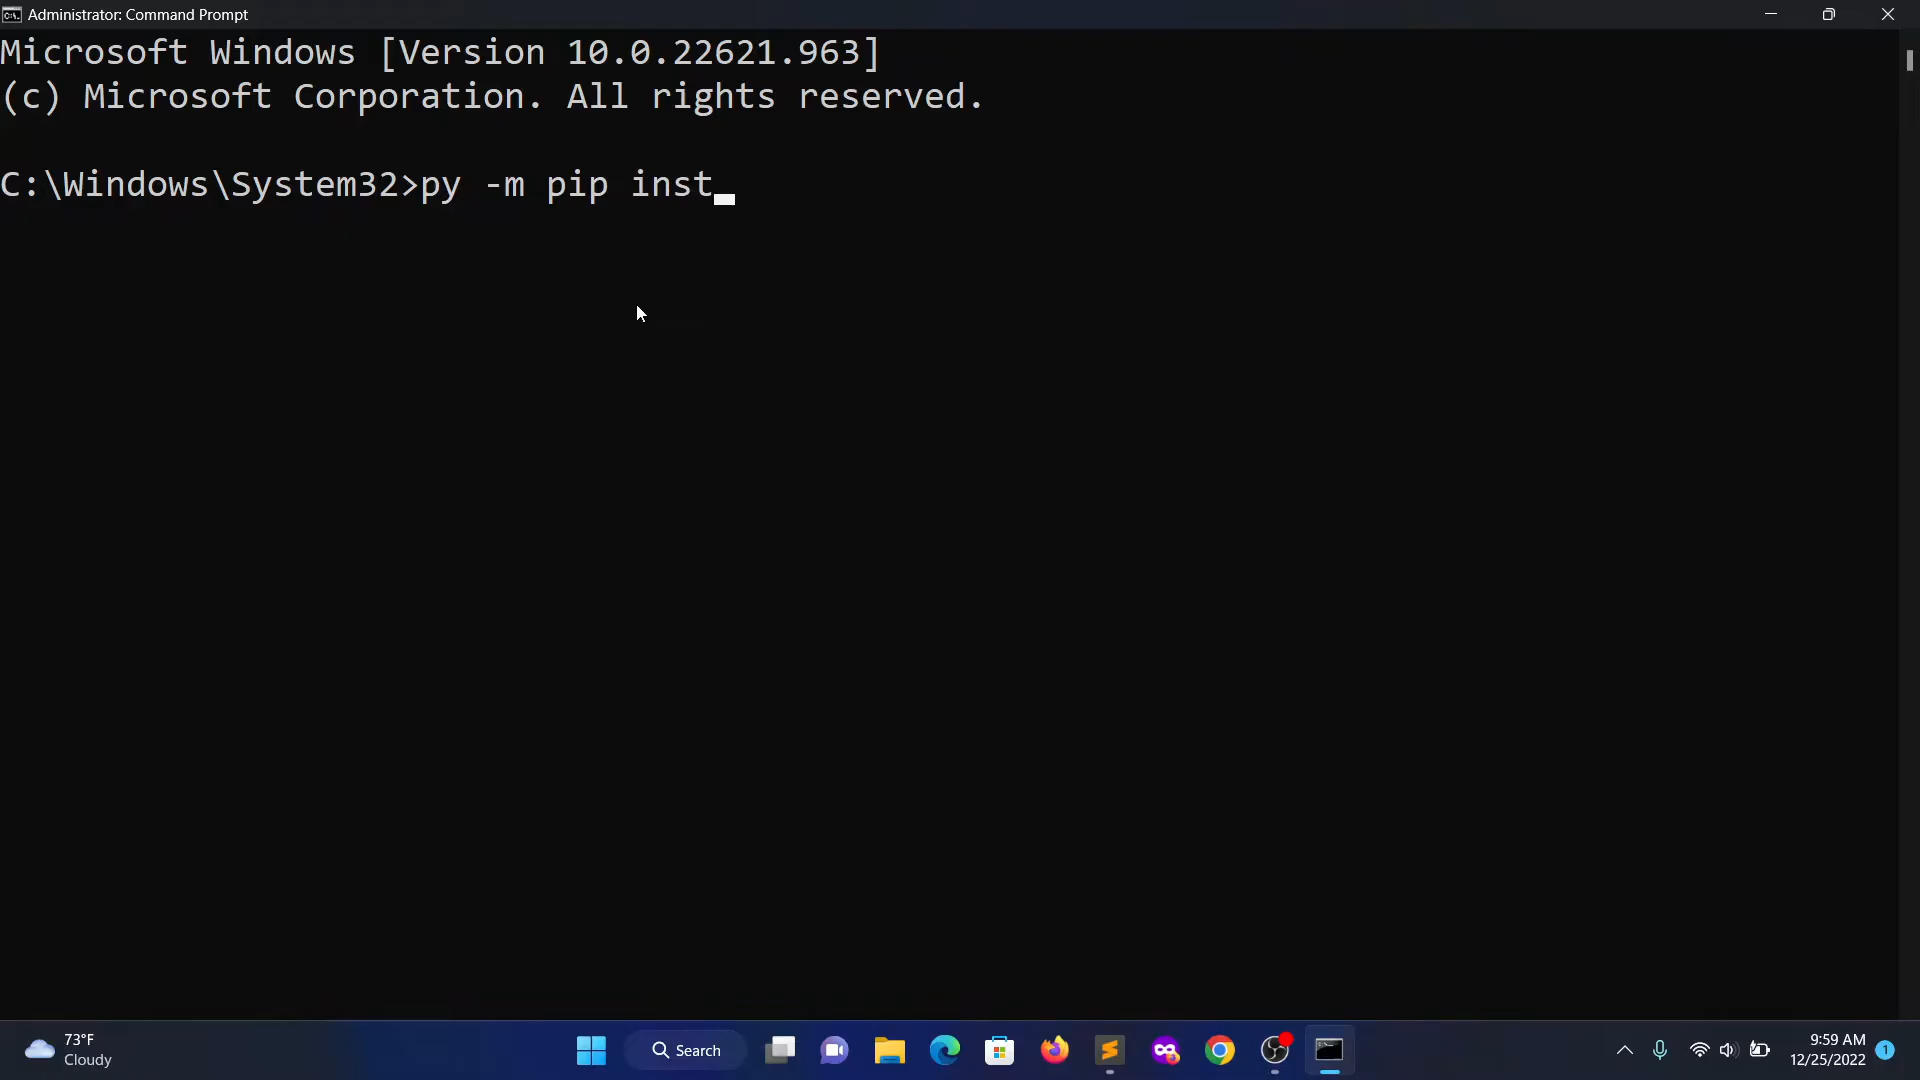 Administrator: Command Prompt
Microsoft Windows [Version 10.0.22621.963]
(c) Microsoft Corporation. All rights reserved.
C:\Windows\System32>py -m pip inst
73°F
Cloudy
Search
9:59 AM
12/25/2022
1